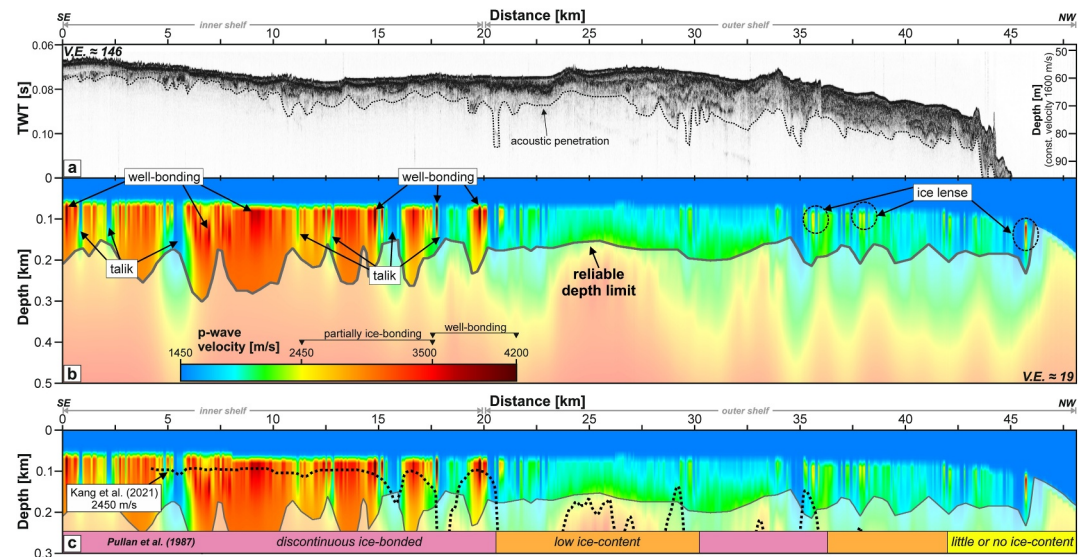 SE
Distance [km]
NW
inner shelf
outer shelf
0 5 10 15 20 25 30 35 40 45
V.E. ≈ 146
0.06
0.08
0.10
TWT [s]
50
60
70
80
90
Depth [m]
(const. velocity 1600 m/s)
acoustic penetration
a
0
0.1
0.2
0.3
0.4
0.5
Depth [km]
well-bonding
well-bonding
ice lense
talik
talik
reliable
depth limit
p-wave
velocity [m/s]
partially ice-bonding
well-bonding
1450 2450 3500 4200
b
V.E. ≈ 19
SE
Distance [km]
NW
inner shelf
outer shelf
0 5 10 15 20 25 30 35 40 45
0
0.1
0.2
0.3
Depth [km]
Kang et al. (2021)
2450 m/s
c
Pullan et al. (1987)
discontinuous ice-bonded
low ice-content
little or no ice-content